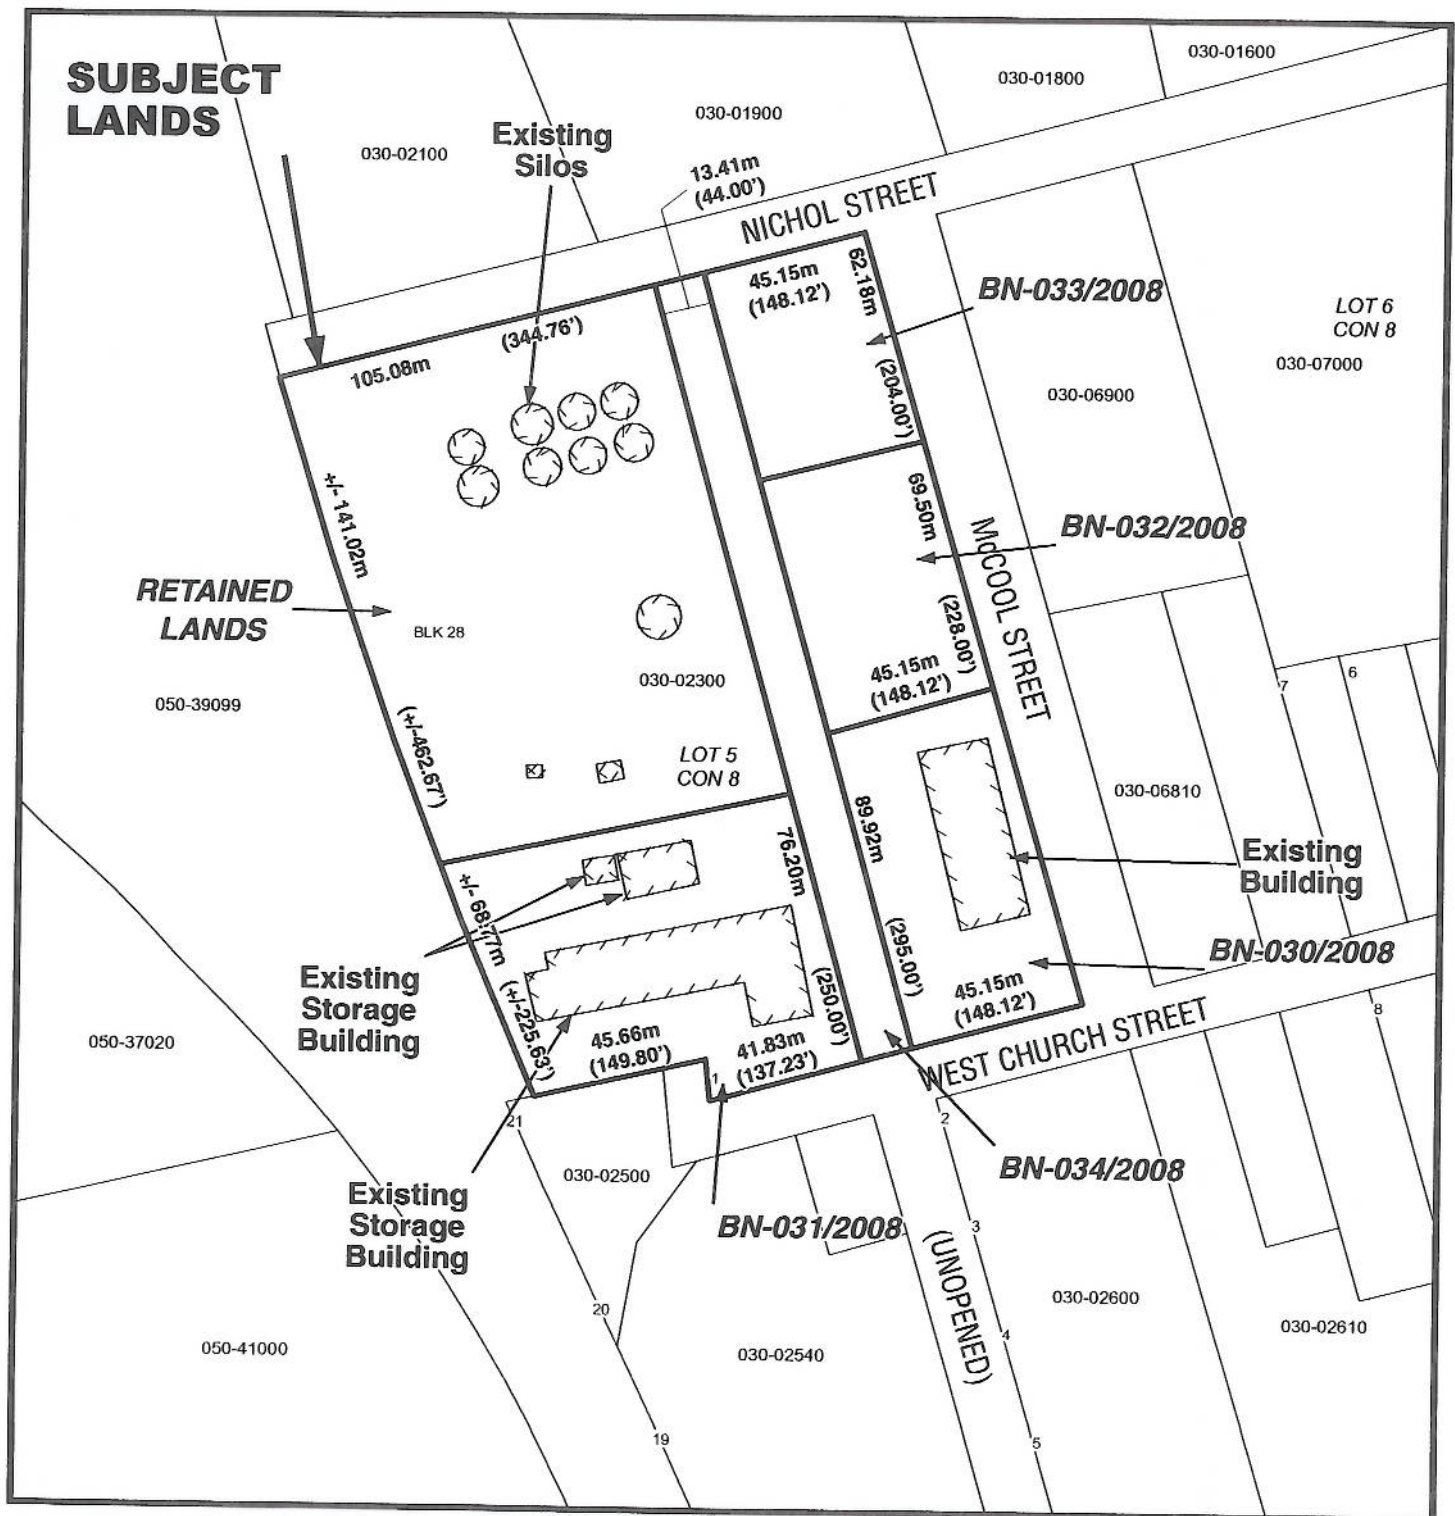 SUBJECT
LANDS
030-01600
030-01800
030-01900
030-02100
Existing
Silos
13.41m
(44.00')
NICHOL STREET
45.15m
(148.12')
62.18m
(204.00')
BN-033/2008
LOT 6
CON 8
030-07000
030-06900
105.08m
(344.76')
+/- 141.02m
(+/-462.67')
69.50m
(228.00')
BN-032/2008
McCOOL STREET
RETAINED
LANDS
BLK 28
050-39099
030-02300
45.15m
(148.12')
7
6
LOT 5
CON 8
030-06810
89.92m
(295.00')
76.20m
(250.00')
Existing
Building
+/- 68.77m
(+/-225.63')
Existing
Storage
Building
BN-030/2008
45.15m
(148.12')
45.66m
(149.80')
41.83m
(137.23')
WEST CHURCH STREET
8
050-37020
1
21
2
030-02500
BN-034/2008
Existing
Storage
Building
BN-031/2008
3
(UNOPENED)
20
030-02600
4
030-02610
050-41000
030-02540
19
5